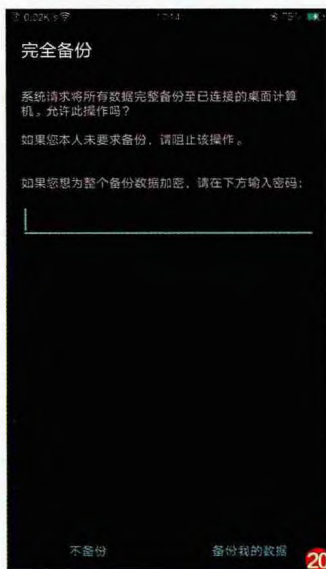 0.02K/s
完全备份
系统请求将所有数据完整备份至已连接的桌面计算
机。允许此操作吗？
如果您本人未要求备份，请阻止该操作。
如果您想为整个备份数据加密，请在下方输入密码：
不备份
备份我的数据
20